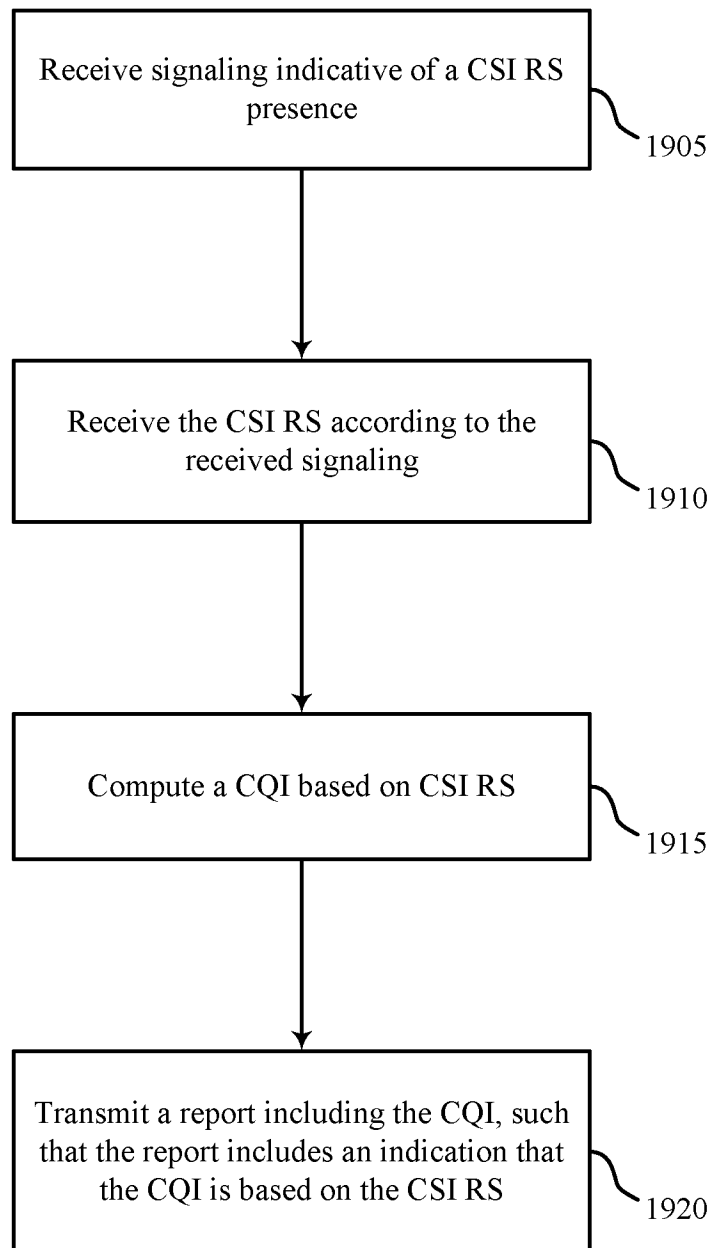 Receive signaling indicative of a CSI RS
presence
1905
Receive the CSI RS according to the
received signaling
1910
Compute a CQI based on CSI RS
1915
Transmit a report including the CQI, such
that the report includes an indication that
the CQI is based on the CSI RS
1920